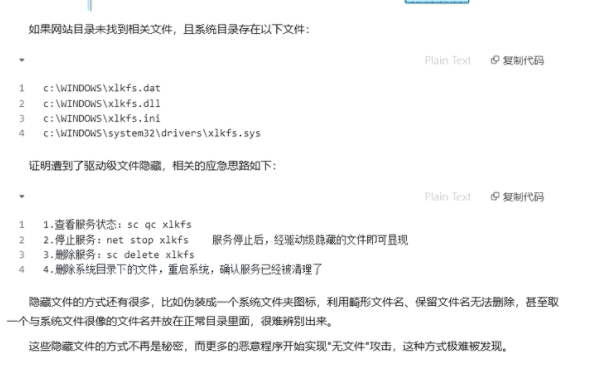 如果网站目录未找到相关文件，且系统目录存在以下文件：
Plain Text 复制代码
1 c:\WINDOWS\xlkfs.dat
2 c:\WINDOWS\xlkfs.dll
3 c:\WINDOWS\xlkfs.ini
4 c:\WINDOWS\system32\drivers\xlkfs.sys
证明遭到了驱动级文件隐藏，相关的应急思路如下：
Plain Text 复制代码
1 1.查看服务状态：sc qc xlkfs
2 2.停止服务：net stop xlkfs 服务停止后，经驱动级隐藏的文件即可显现
3 3.删除服务：sc delete xlkfs
4 4.删除系统目录下的文件，重启系统，确认服务已经被清理了
隐藏文件的方式还有很多，比如伪装成一个系统文件夹图标，利用畸形文件名、保留文件名无法删除，甚至取
一个与系统文件很像的文件名并放在正常目录里面，很难辨别出来。
这些隐藏文件的方式不再是秘密，而更多的恶意程序开始实现"无文件"攻击，这种方式极难被发现。